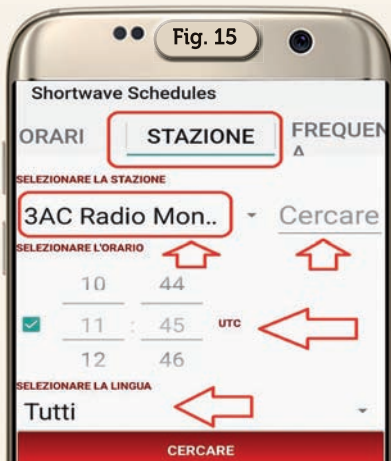 Fig. 15
Shortwave Schedules
ORARI STAZIONE FREQUEN
A
SELEZIONARE LA STAZIONE
3AC Radio Mon.. Cercare
SELEZIONARE L'ORARIO
10 44
11 : 45 UTC
12 46
SELEZIONARE LA LINGUA
Tutti
CERCARE